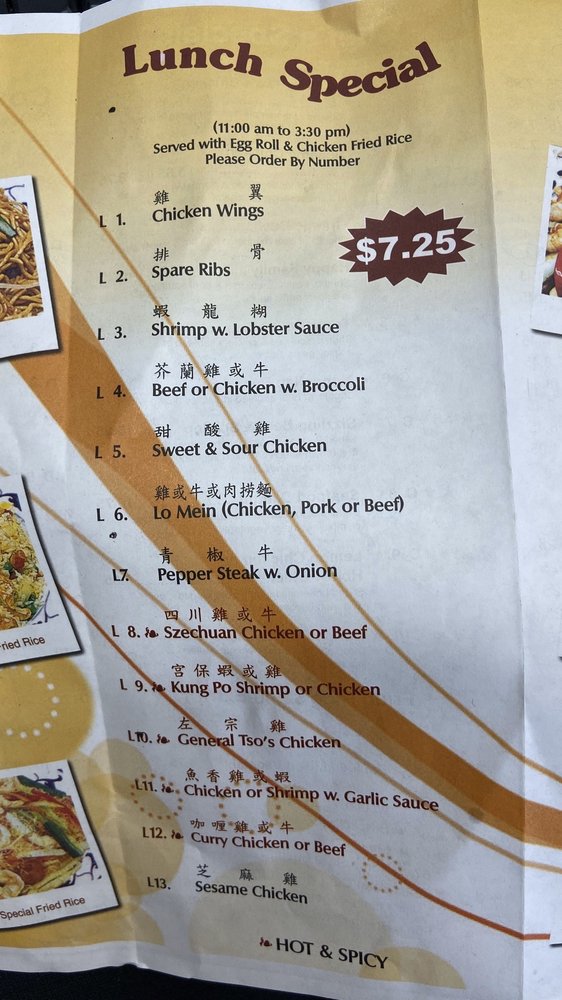 Lunch Special
(11:00 am to 3:30 pm)
Served with Egg Roll & Chicken Fried Rice
Please Order By Number
$7.25
雞 翼
L 1. Chicken Wings
排 骨
L 2. Spare Ribs
蝦 龍 糊
L 3. Shrimp w. Lobster Sauce
芥蘭雞或牛
L 4. Beef or Chicken w. Broccoli
甜 酸 雞
L 5. Sweet & Sour Chicken
雞或牛或肉撈麵
L 6. Lo Mein (Chicken, Pork or Beef)
青 椒 牛
L7. Pepper Steak w. Onion
四川雞或牛
L 8. Szechuan Chicken or Beef
宮保蝦或雞
L 9. Kung Po Shrimp or Chicken
左 宗 雞
L10. General Tso's Chicken
魚香雞或蝦
L11. Chicken or Shrimp w. Garlic Sauce
咖喱雞或牛
L12. Curry Chicken or Beef
芝 麻 雞
L13. Sesame Chicken
HOT & SPICY
Fried Rice
Special Fried Rice